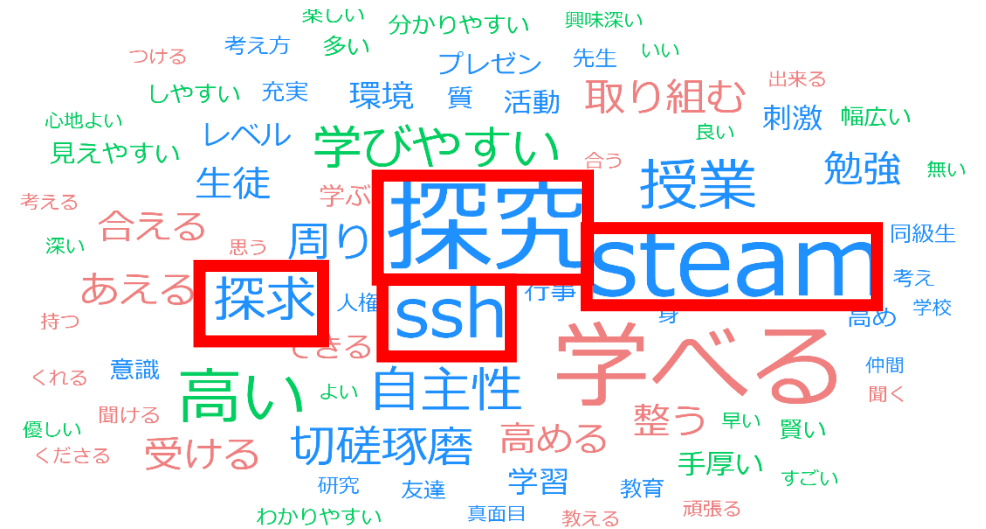 楽しい
分かりやすい
興味深い
つける
考え方
多い
プレゼン
先生
いい
しやすい
充実
環境
質
活動
取り組む
出来る
心地よい
見えやすい
レベル
学びやすい
良い
刺激
幅広い
合う
生徒
学ぶ
探究
授業
勉強
無い
考える
合える
深い
思う
周り
steam
同級生
あえる
探求
人権
ssh
行事
考え
持つ
できる
身
高め
学校
学べる
くれる
意識
高い
よい
自主性
仲間
聞く
聞ける
優しい
くださる
受ける
切磋琢磨
高める
整う
早い
賢い
手厚い
すごい
研究
友達
学習
教育
わかりやすい
真面目
教える
頑張る